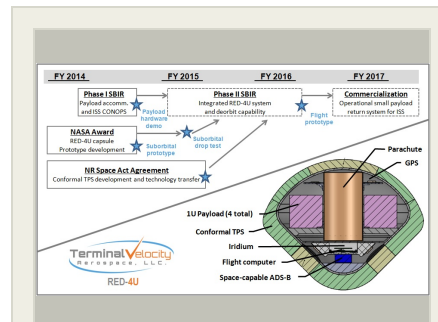 FY 2014 FY 2015 FY 2016 FY 2017
Phase I SBIR
Payload accomm.
and ISS CONOPS
Payload
hardware
demo
Phase II SBIR
Integrated RED-4U system
and deorbit capability
Flight
prototype
Commercialization
Operational small payload
return system for ISS
NASA Award
RED-4U capsule
Prototype development
Suborbital
prototype
Suborbital
drop test
NR Space Act Agreement
Conformal TPS development and technology transfer
Parachute
GPS
1U Payload (4 total)
Conformal TPS
Iridium
Flight computer
Space-capable ADS-B
TerminalVelocity
Aerospace, LLC.
RED-4U